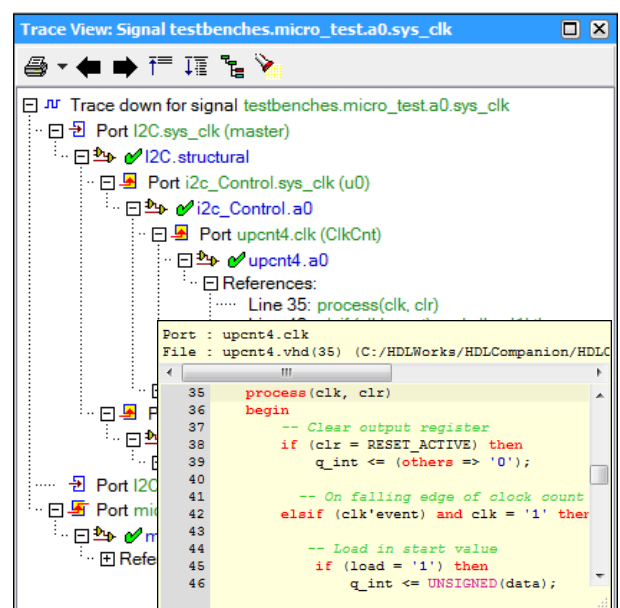 Trace View: Signal testbenches.micro_test.a0.sys_clk
Trace down for signal testbenches.micro_test.a0.sys_clk
Port I2C.sys_clk (master)
I2C.structural
Port i2c_Control.sys_clk (u0)
i2c_Control.a0
Port upcnt4.clk (ClkCnt)
upcnt4.a0
References:
Line 35: process(clk, clr)
Port : upcnt4.clk
File : upcnt4.vhd(35) (C:/HDLWorks/HDLCompanion/HDLC
35 process(clk, clr)
36 begin
37 -- Clear output register
38 if (clr = RESET_ACTIVE) then
P
39 q_int <= (others => '0');
40
Port I2C
41 -- On falling edge of clock count
Port mic
42 elsif (clk'event) and clk = '1' ther
m
43
44 -- Load in start value
Refe
45 if (load = '1') then
46 q_int <= UNSIGNED(data);